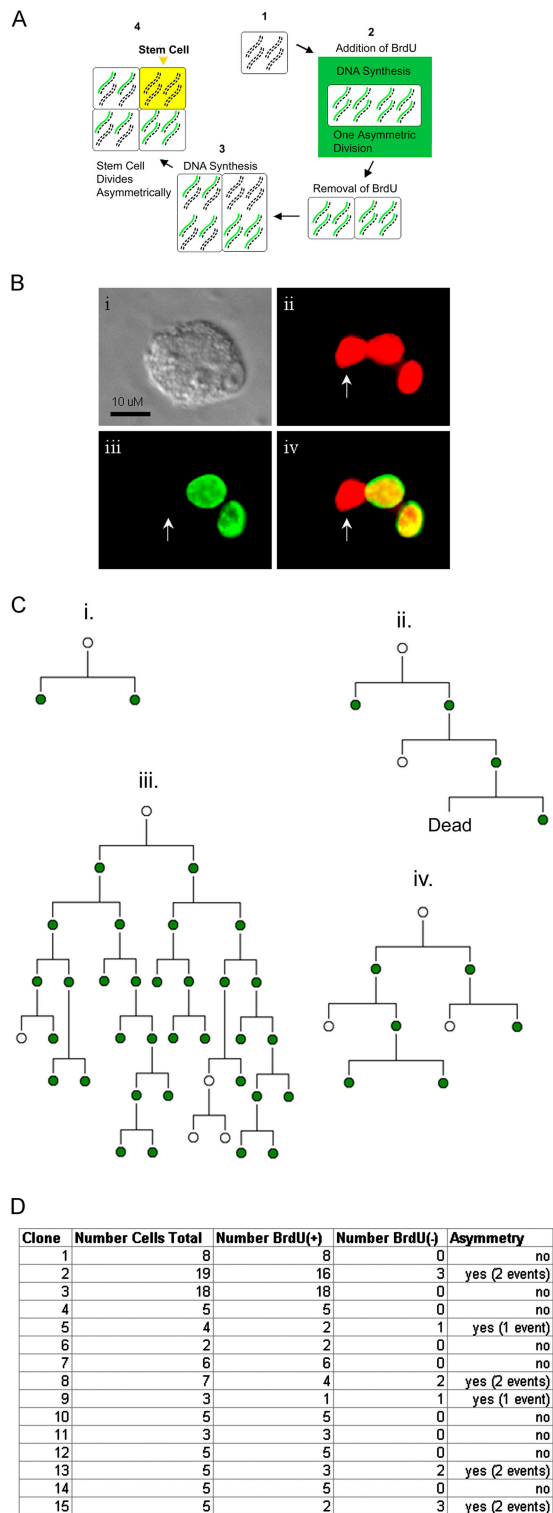 A
4
Stem Cell
1
2
Addition of BrdU
DNA Synthesis
One Asymmetric
Division
3
DNA Synthesis
Stem Cell
Divides
Asymmetrically
Removal of BrdU
B
i
ii
10 uM
iii
iv
C
i.
ii.
Dead
iii.
iv.
D
Clone Number Cells Total Number BrdU(+) Number BrdU(-) Asymmetry
1 8 8 0 no
2 19 16 3 yes (2 events)
3 18 18 0 no
4 5 5 0 no
5 4 2 1 yes (1 event)
6 2 2 0 no
7 6 6 0 no
8 7 4 2 yes (2 events)
9 3 1 1 yes (1 event)
10 5 5 0 no
11 3 3 0 no
12 5 5 0 no
13 5 3 2 yes (2 events)
14 5 5 0 no
15 5 2 3 yes (2 events)